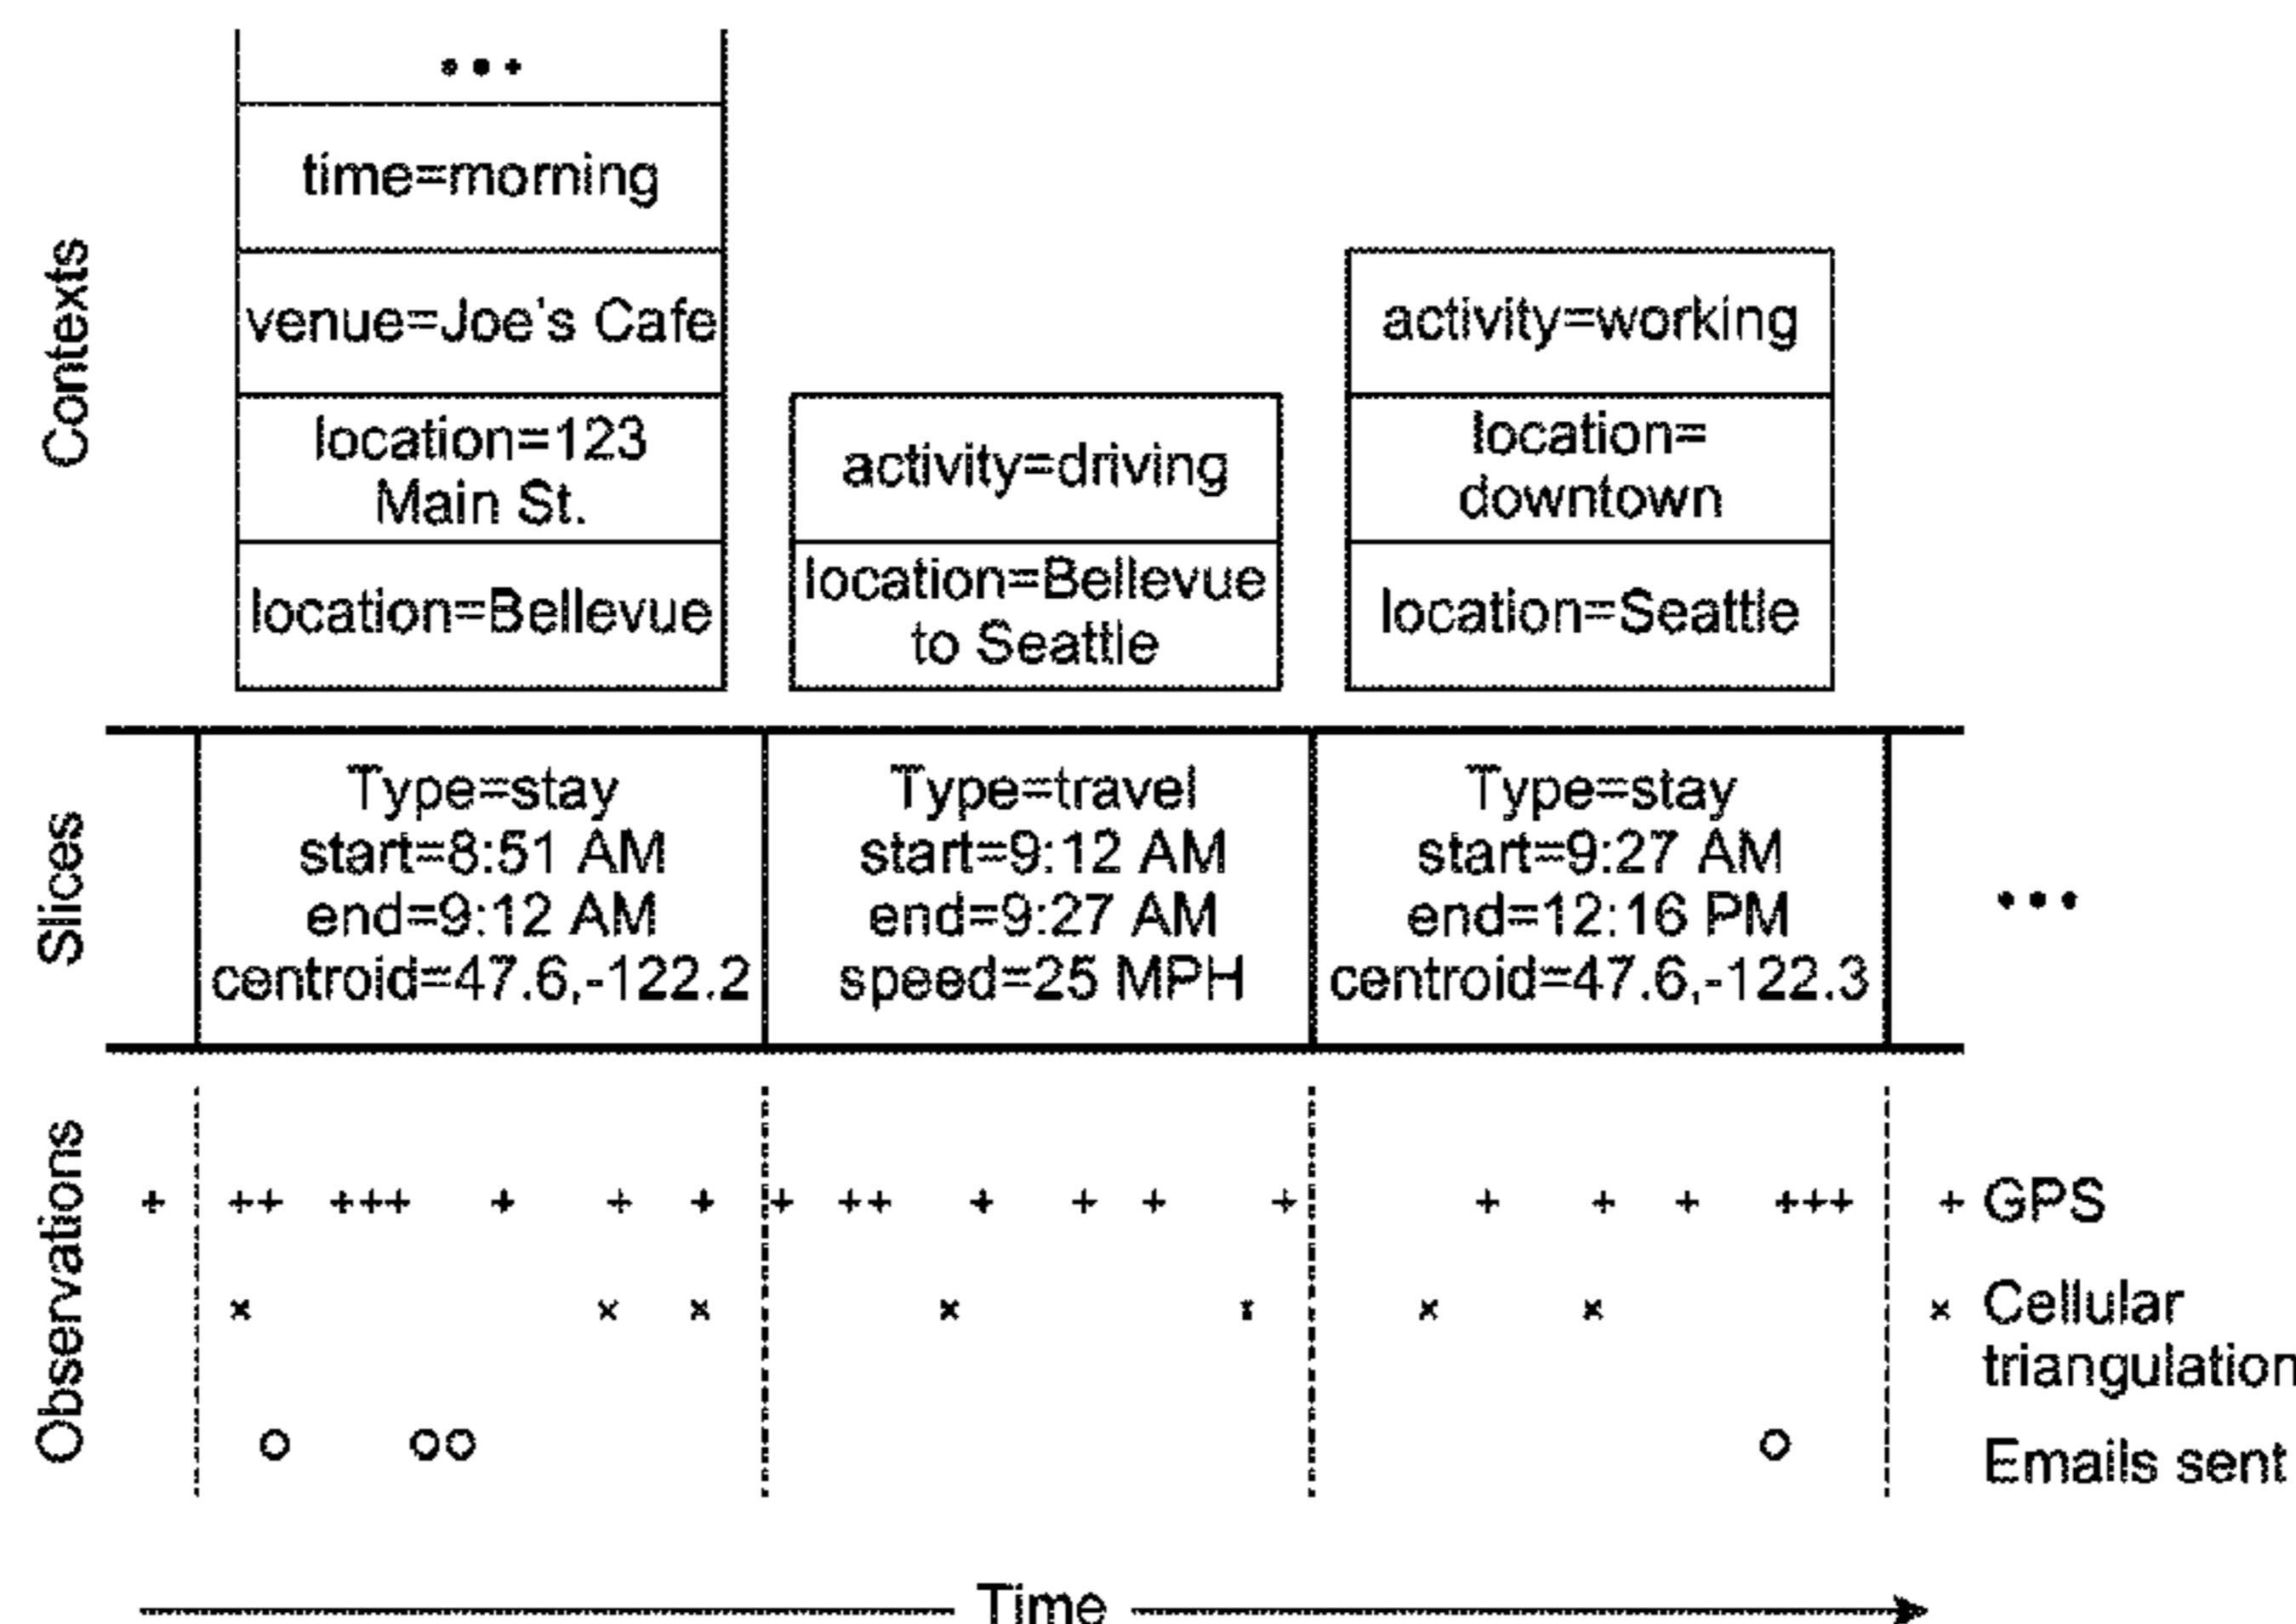 Contexts
•••
time=morning
venue=Joe's Cafe
location=123
Main St.
location=Bellevue
activity=driving
location=Bellevue
to Seattle
activity=working
location=
downtown
location=Seattle
Slices
Type=stay
start=8:51 AM
end=9:12 AM
centroid=47.6,-122.2
Type=travel
start=9:12 AM
end=9:27 AM
speed=25 MPH
Type=stay
start=9:27 AM
end=12:16 PM
centroid=47.6,-122.3
•••
Observations
GPS
Cellular
triangulation
Emails sent
Time